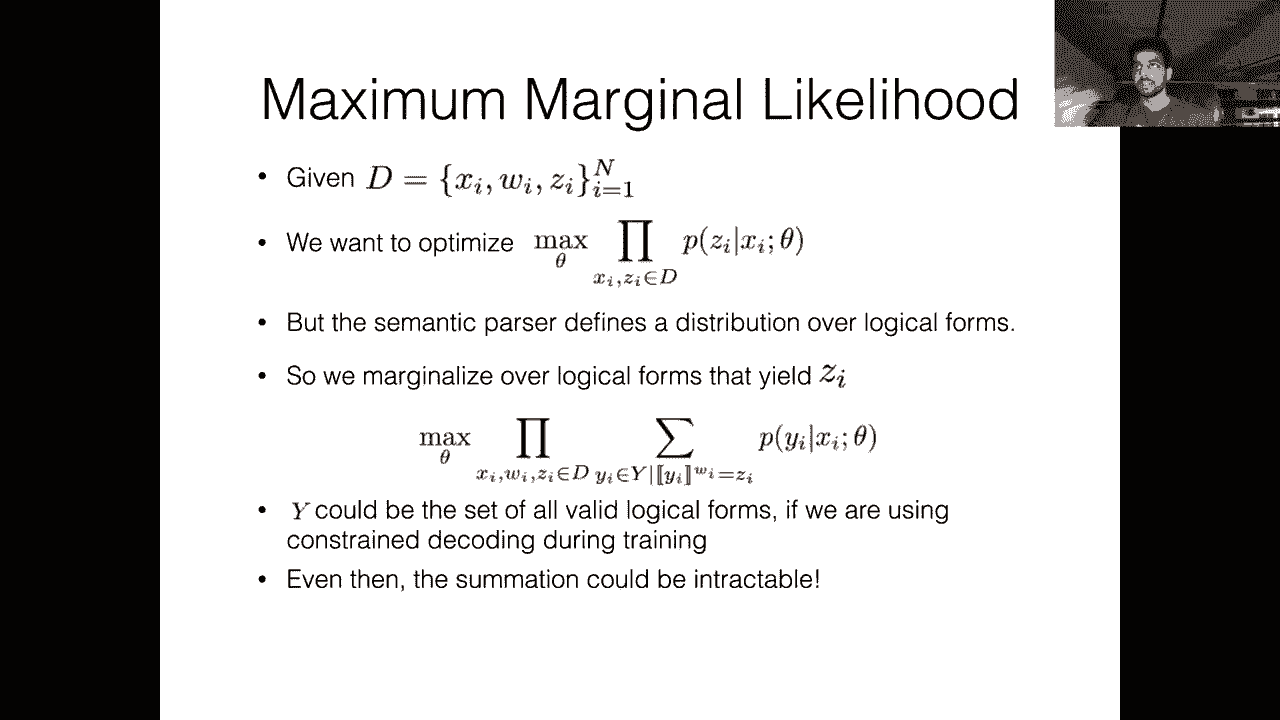 Maximum Marginal Likelihood
• Given $D = \{x_i, w_i, z_i\}_{i=1}^{N}$
• We want to optimize $\max_{\theta} \prod_{x_i, z_i \in D} p(z_i | x_i; \theta)$
• But the semantic parser defines a distribution over logical forms.
• So we marginalize over logical forms that yield $z_i$
$\max_{\theta} \prod_{x_i, w_i, z_i \in D} \sum_{y_i \in Y | [\![y_i]\!]^{w_i} = z_i} p(y_i | x_i; \theta)$
• $Y$ could be the set of all valid logical forms, if we are using
constrained decoding during training
• Even then, the summation could be intractable!